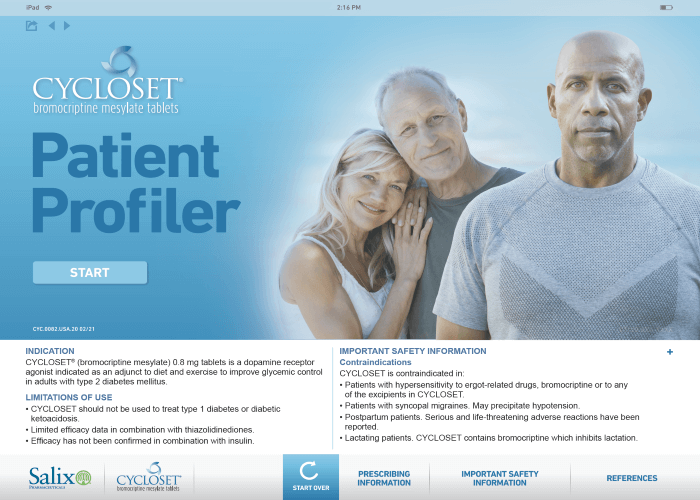 iPad
2:16 PM
CYCLOSET®
bromocriptine mesylate tablets
Patient
Profiler
START
CYC.0082.USA.20 02/21
INDICATION
CYCLOSET® (bromocriptine mesylate) 0.8 mg tablets is a dopamine receptor
agonist indicated as an adjunct to diet and exercise to improve glycemic control
in adults with type 2 diabetes mellitus.
LIMITATIONS OF USE
• CYCLOSET should not be used to treat type 1 diabetes or diabetic
ketoacidosis.
• Limited efficacy data in combination with thiazolidinediones.
• Efficacy has not been confirmed in combination with insulin.
IMPORTANT SAFETY INFORMATION
+
Contraindications
CYCLOSET is contraindicated in:
• Patients with hypersensitivity to ergot-related drugs, bromocriptine or to any
of the excipients in CYCLOSET.
• Patients with syncopal migraines. May precipitate hypotension.
• Postpartum patients. Serious and life-threatening adverse reactions have been
reported.
• Lactating patients. CYCLOSET contains bromocriptine which inhibits lactation.
Salix
PHARMACEUTICALS
CYCLOSET
bromocriptine mesylate tablets
START OVER
PRESCRIBING
INFORMATION
IMPORTANT SAFETY
INFORMATION
REFERENCES